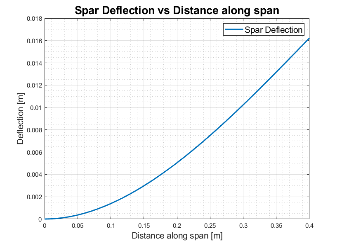 Spar Deflection vs Distance along span
Spar Deflection
0.018
0.016
0.014
0.012
0.01
0.008
0.006
0.004
0.002
0
Deflection [m]
0 0.05 0.1 0.15 0.2 0.25 0.3 0.35 0.4
Distance along span [m]